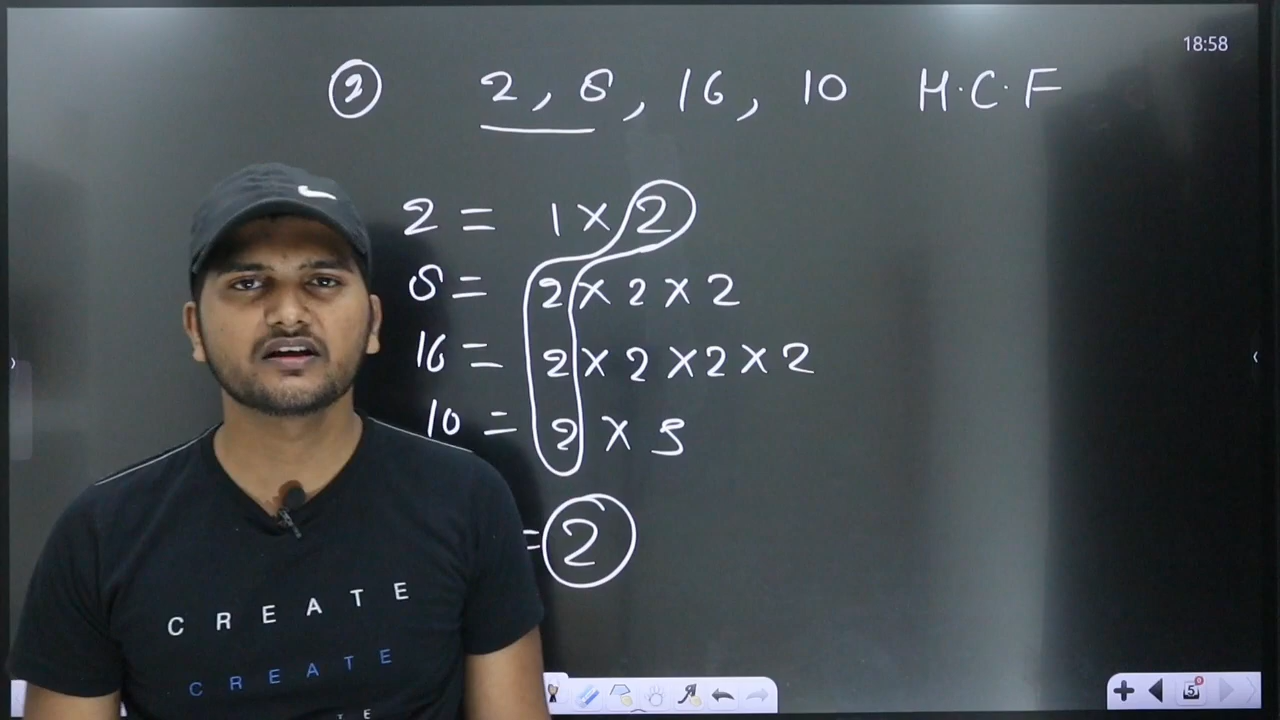 18:58
② 2, 8, 16, 10 H.C.F
2 = 1 × 2
8 = 2 × 2 × 2
16 = 2 × 2 × 2 × 2
10 = 2 × 5
= 2
CREATE
CREATE
5